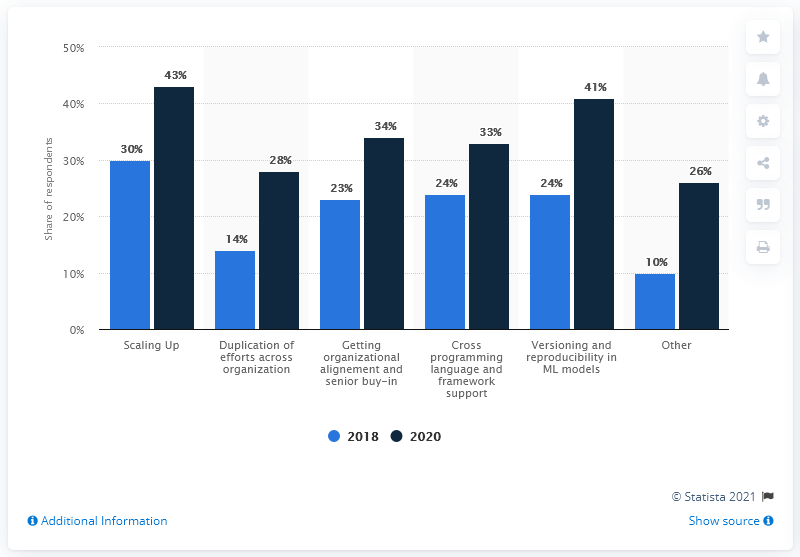 50%
40%
30%
20%
10%
0%
Share of respondents
30%
43%
14%
28%
23%
34%
24%
33%
24%
41%
10%
26%
Scaling Up
Duplication of
efforts across
organization
Getting
organizational
alignement and
senior buy-in
Cross
programming
language and
framework
support
Versioning and
reproducibility in
ML models
Other
2018 2020
© Statista 2021
Additional Information Show source